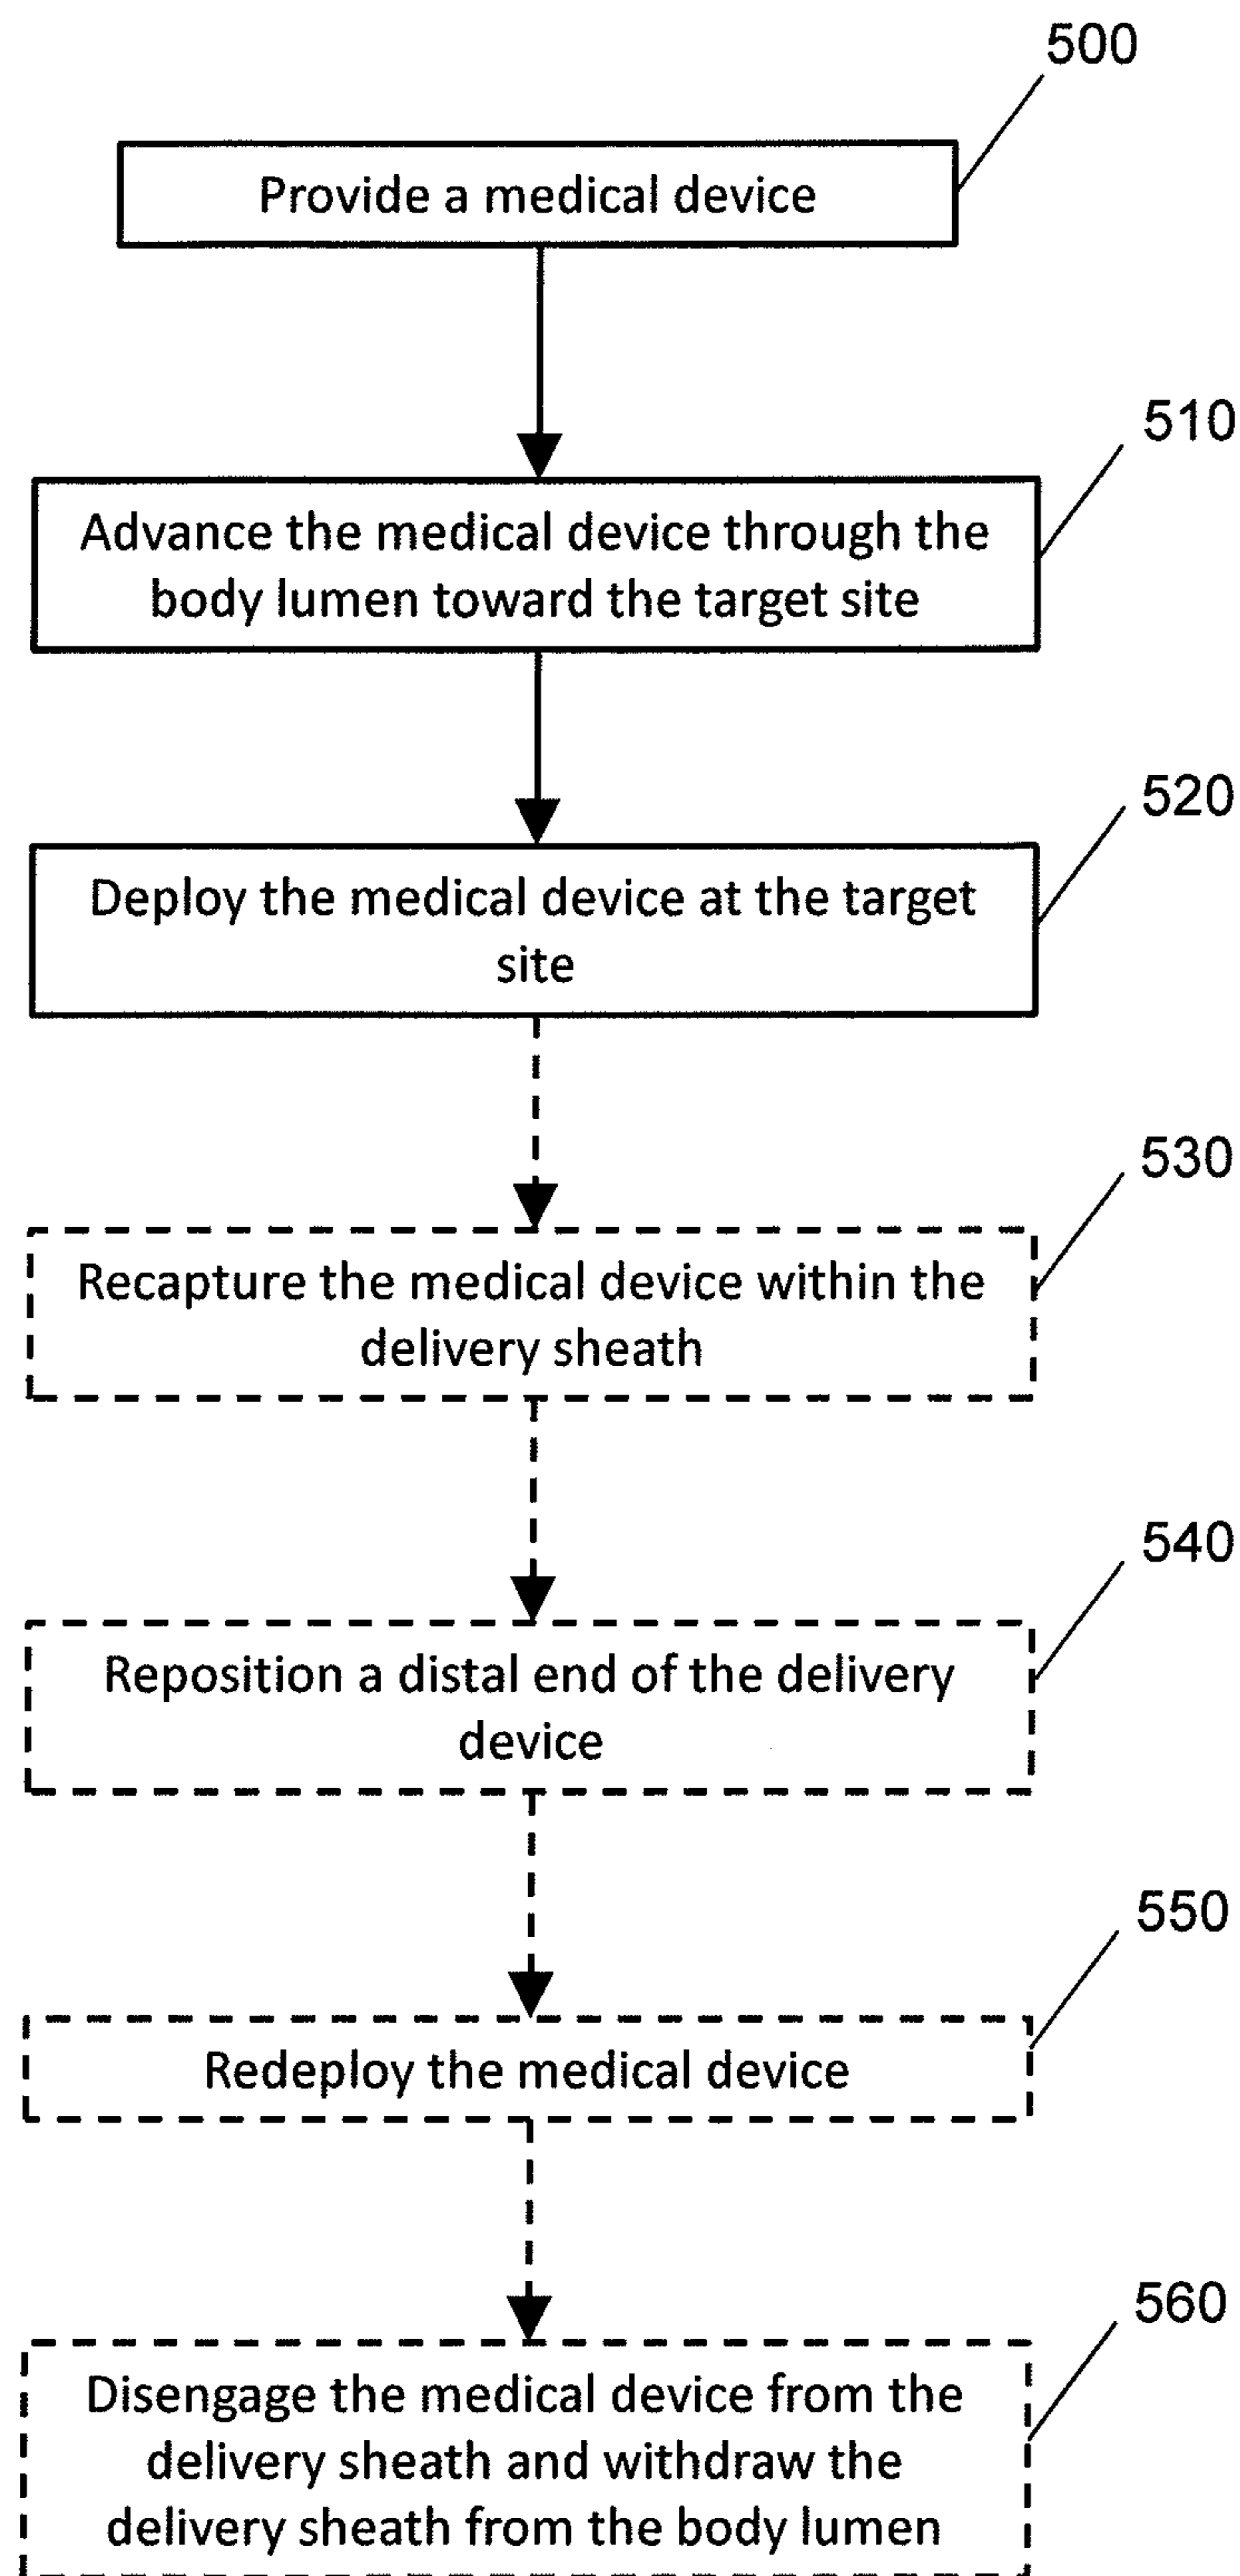 500
Provide a medical device
510
Advance the medical device through the
body lumen toward the target site
520
Deploy the medical device at the target
site
530
Recapture the medical device within the
delivery sheath
540
Reposition a distal end of the delivery
device
550
Redeploy the medical device
560
Disengage the medical device from the
delivery sheath and withdraw the
delivery sheath from the body lumen